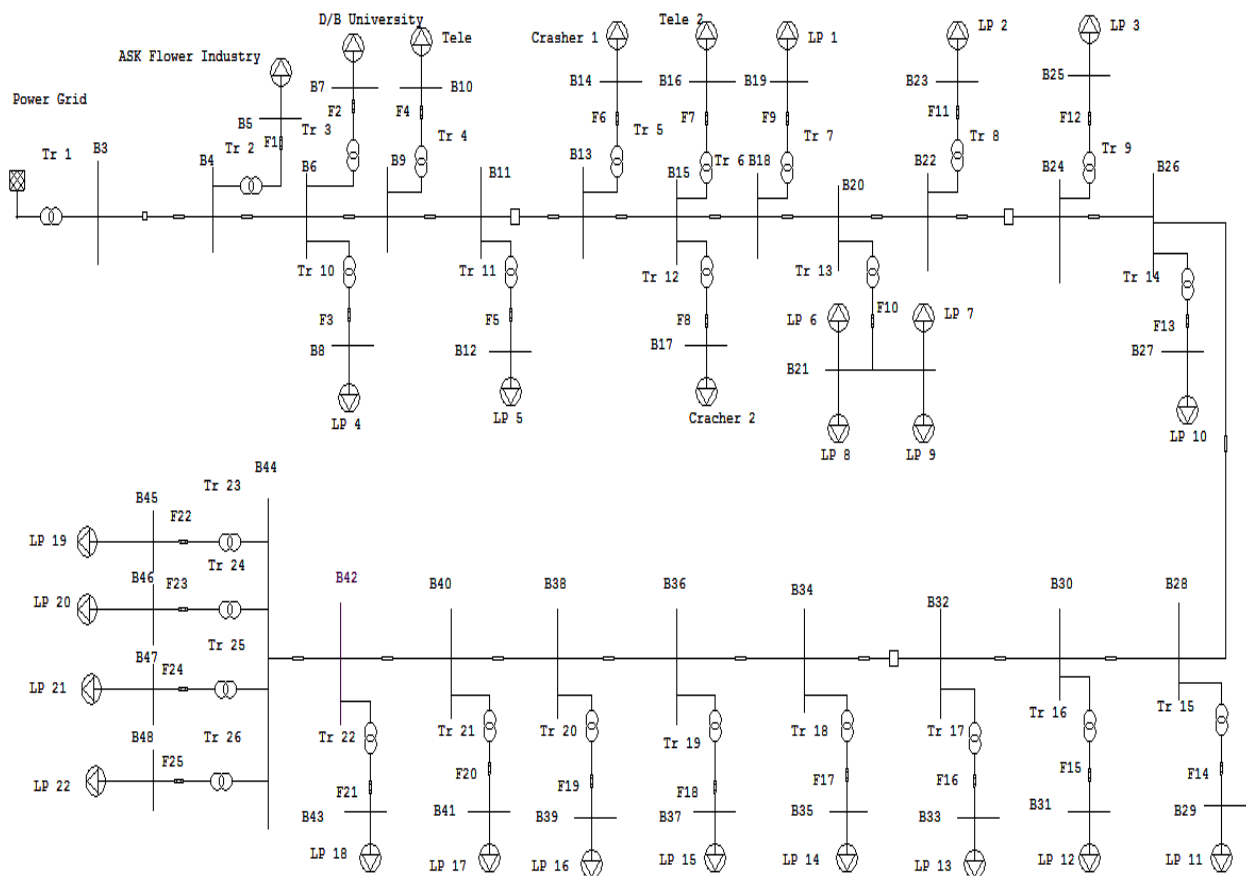 D/B University
Tele
Crasher 1
Tele 2
LP 1
LP 2
LP 3
ASK Flower Industry
Power Grid
B7
B10
B14
B16
B19
B23
B25
B5
F1
Tr 3
F2
F4
F6
F7
F9
F11
F12
Tr 1
B3
B4
Tr 2
B6
B9
Tr 4
B11
B13
Tr 5
B15
Tr 6
B18
Tr 7
B20
B22
Tr 8
B24
Tr 9
B26
Tr 10
Tr 11
Tr 12
Tr 13
Tr 14
F3
F5
F8
F10
F13
LP 6
LP 7
B8
B12
B17
B21
B27
LP 4
LP 5
Cracher 2
LP 8
LP 9
LP 10
B44
Tr 23
B45
F22
LP 19
Tr 24
B46
F23
LP 20
Tr 25
B47
F24
LP 21
Tr 26
B48
F25
LP 22
B42
B40
B38
B36
B34
B32
B30
B28
Tr 22
Tr 21
Tr 20
Tr 19
Tr 18
Tr 17
Tr 16
Tr 15
F21
F20
F19
F18
F17
F16
F15
F14
B43
B41
B39
B37
B35
B33
B31
B29
LP 18
LP 17
LP 16
LP 15
LP 14
LP 13
LP 12
LP 11